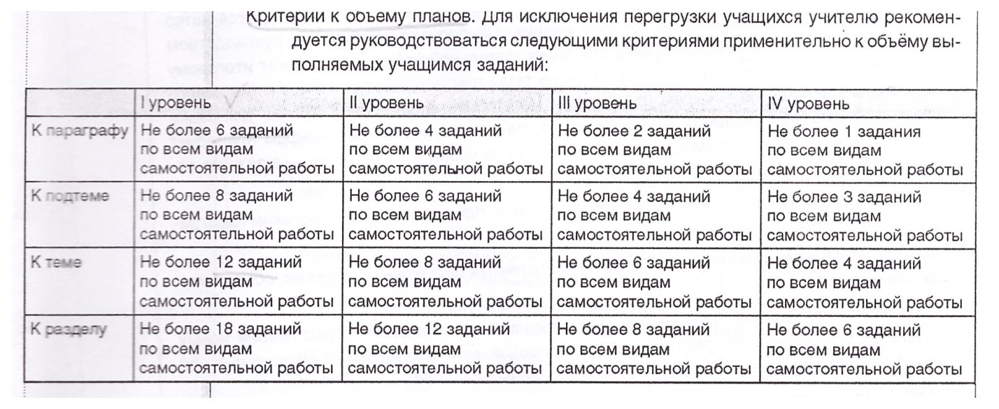 Критерии к объему планов. Для исключения перегрузки учащихся учителю рекомен-
дуется руководствоваться следующими критериями применительно к объёму вы-
полняемых учащимся заданий:
I уровень II уровень III уровень IV уровень
К параграфу Не более 6 заданий Не более 4 заданий Не более 2 заданий Не более 1 задания
по всем видам по всем видам по всем видам по всем видам
самостоятельной работы самостоятельной работы самостоятельной работы самостоятельной работы
К подтеме Не более 8 заданий Не более 6 заданий Не более 4 заданий Не более 3 заданий
по всем видам по всем видам по всем видам по всем видам
самостоятельной работы самостоятельной работы самостоятельной работы самостоятельной работы
К теме Не более 12 заданий Не более 8 заданий Не более 6 заданий Не более 4 заданий
по всем видам по всем видам по всем видам по всем видам
самостоятельной работы самостоятельной работы самостоятельной работы самостоятельной работы
К разделу Не более 18 заданий Не более 12 заданий Не более 8 заданий Не более 6 заданий
по всем видам по всем видам по всем видам по всем видам
самостоятельной работы самостоятельной работы самостоятельной работы самостоятельной работы